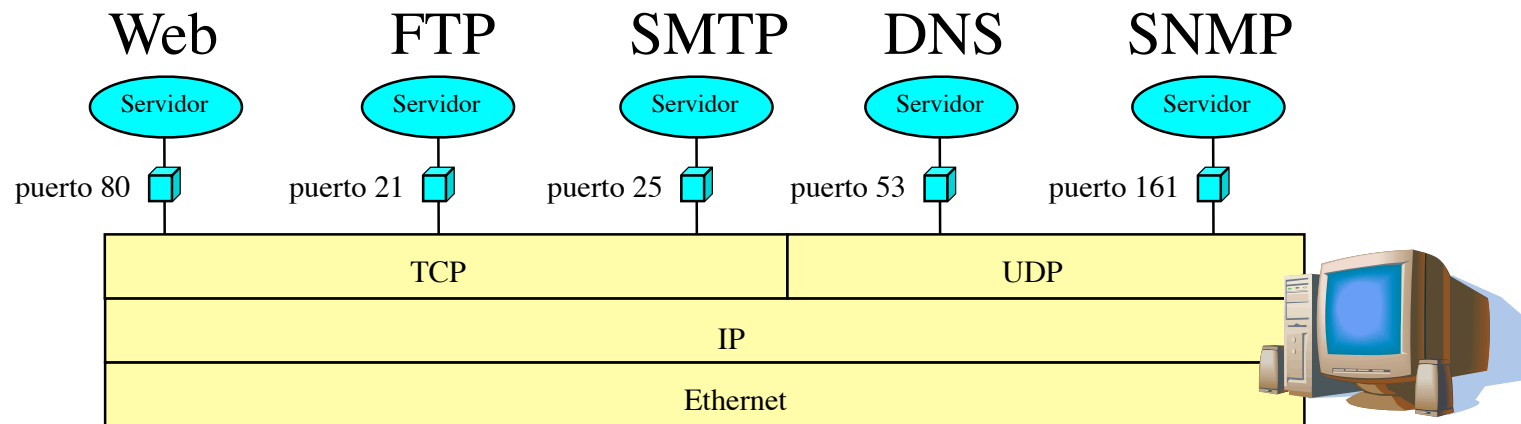 Web FTP SMTP DNS SNMP
Servidor Servidor Servidor Servidor Servidor
puerto 80 puerto 21 puerto 25 puerto 53 puerto 161
TCP UDP
IP
Ethernet